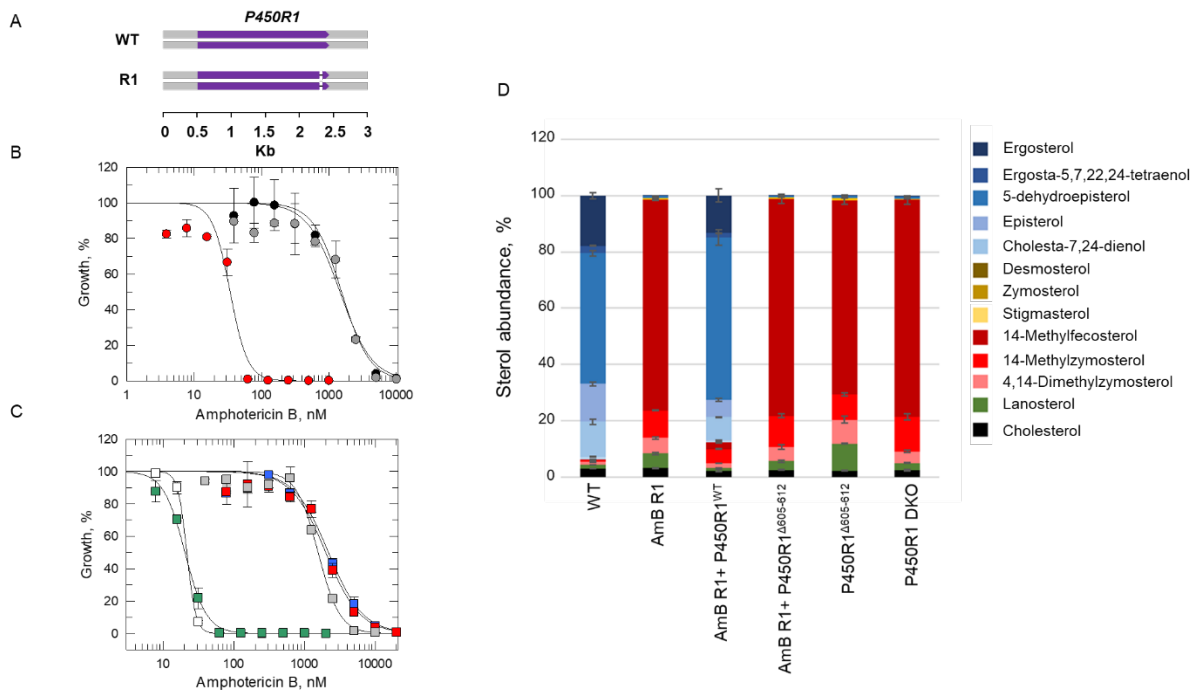 A
P450R1
WT
R1
0 0.5 1 1.5 2 2.5 3
Kb
B
120
100
80
60
40
20
0
Growth, %
1 10 100 1000 10000
Amphotericin B, nM
C
120
100
80
60
40
20
0
Growth, %
10 100 1000 10000
Amphotericin B, nM
D
120
100
80
60
40
20
0
Sterol abundance, %
WT
AmB R1
AmB R1+ P450R1WT
AmB R1+ P450R1Δ605-612
P450R1Δ605-612
P450R1 DKO
Ergosterol
Ergosta-5,7,22,24-tetraenol
5-dehydroepisterol
Episterol
Cholesta-7,24-dienol
Desmosterol
Zymosterol
Stigmasterol
14-Methylfecosterol
14-Methylzymosterol
4,14-Dimethylzymosterol
Lanosterol
Cholesterol